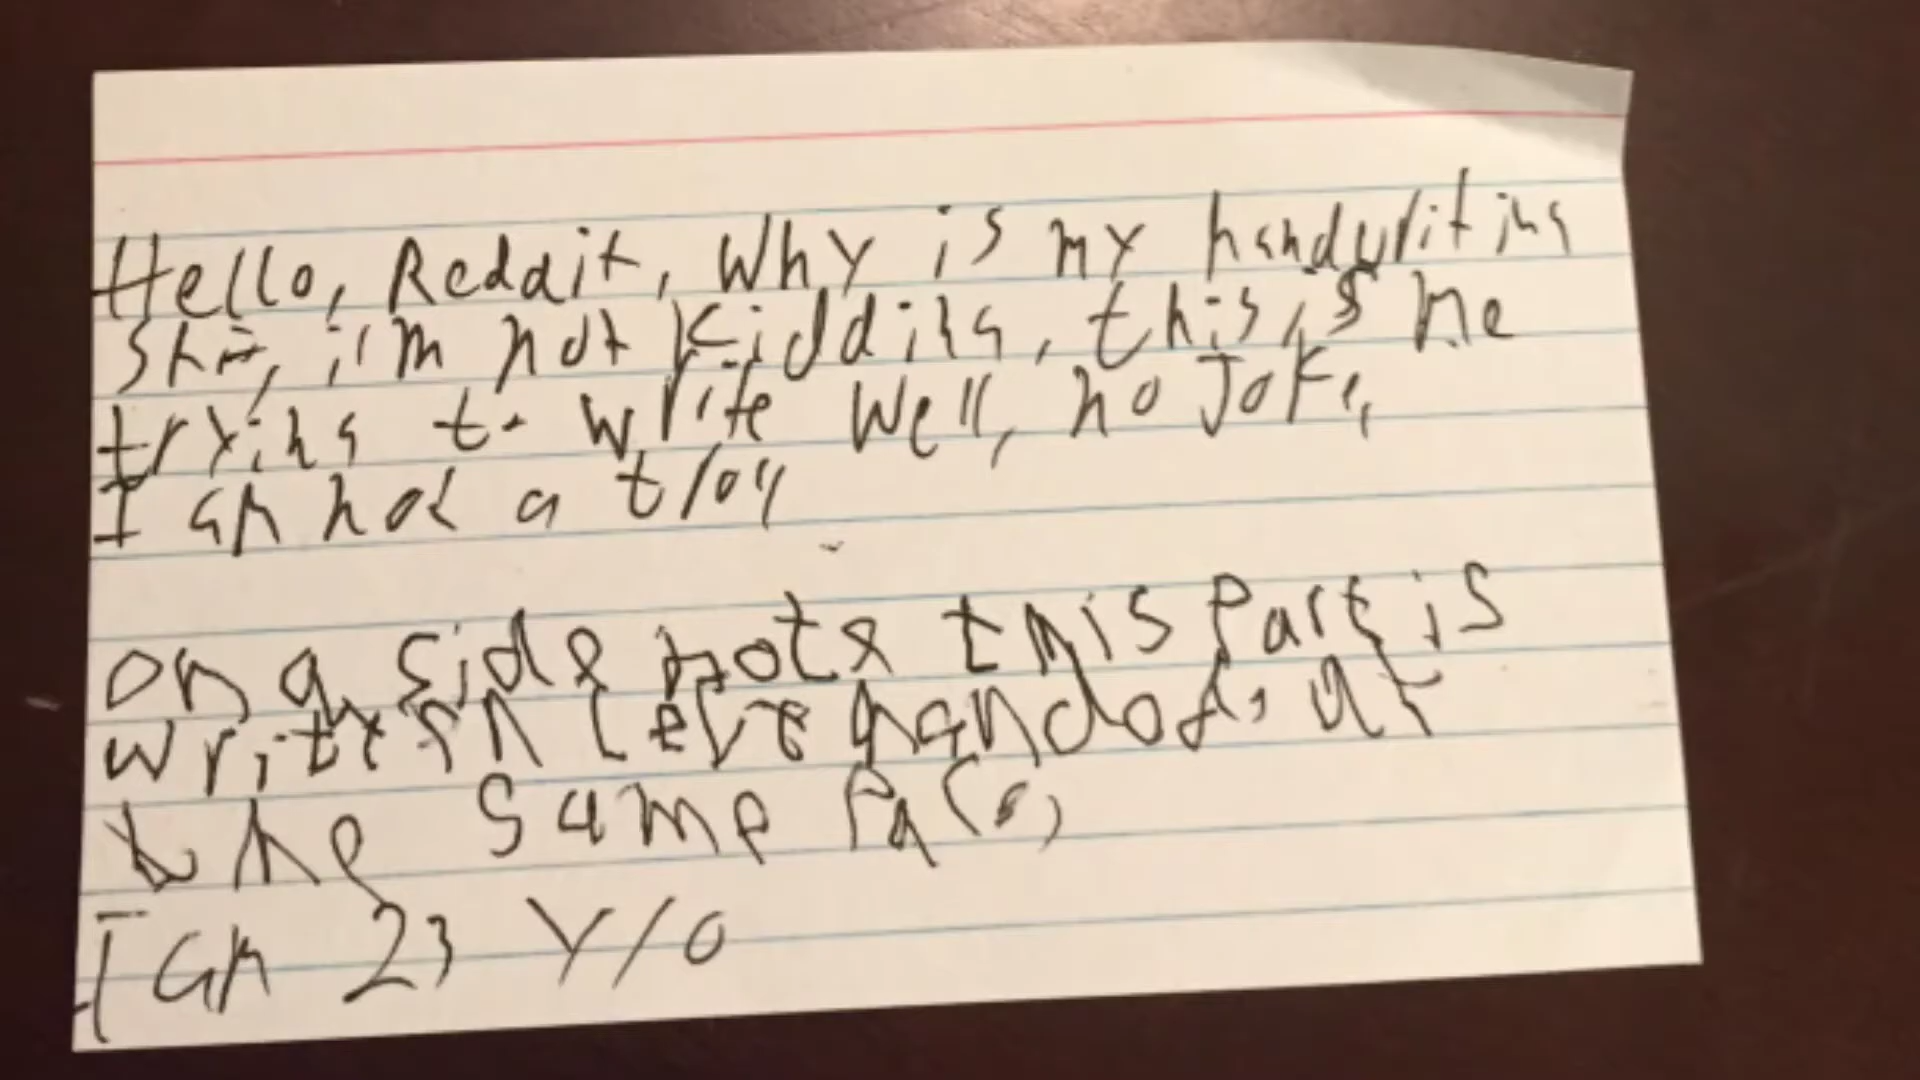 Hello, Reddit, Why is my handwriting
shit, i'm not kidding, this is me
trying to write well, no joke,
I am not a troll
on a side note this part is
written left handed, at
the same pace,
I am 23 Y/O